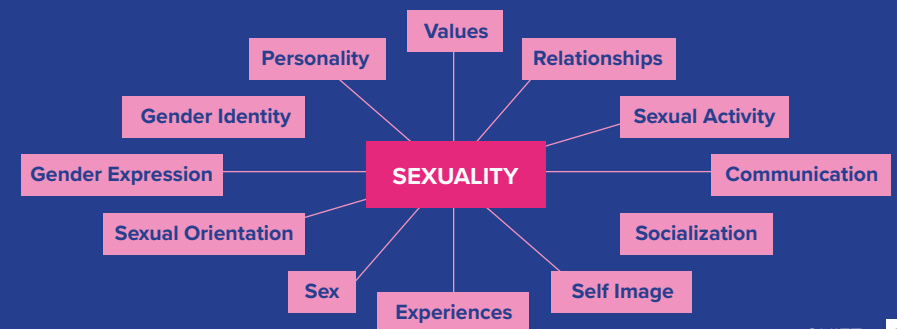 Values
Personality
Relationships
Gender Identity
Sexual Activity
Gender Expression
SEXUALITY
Communication
Sexual Orientation
Socialization
Sex
Self Image
Experiences